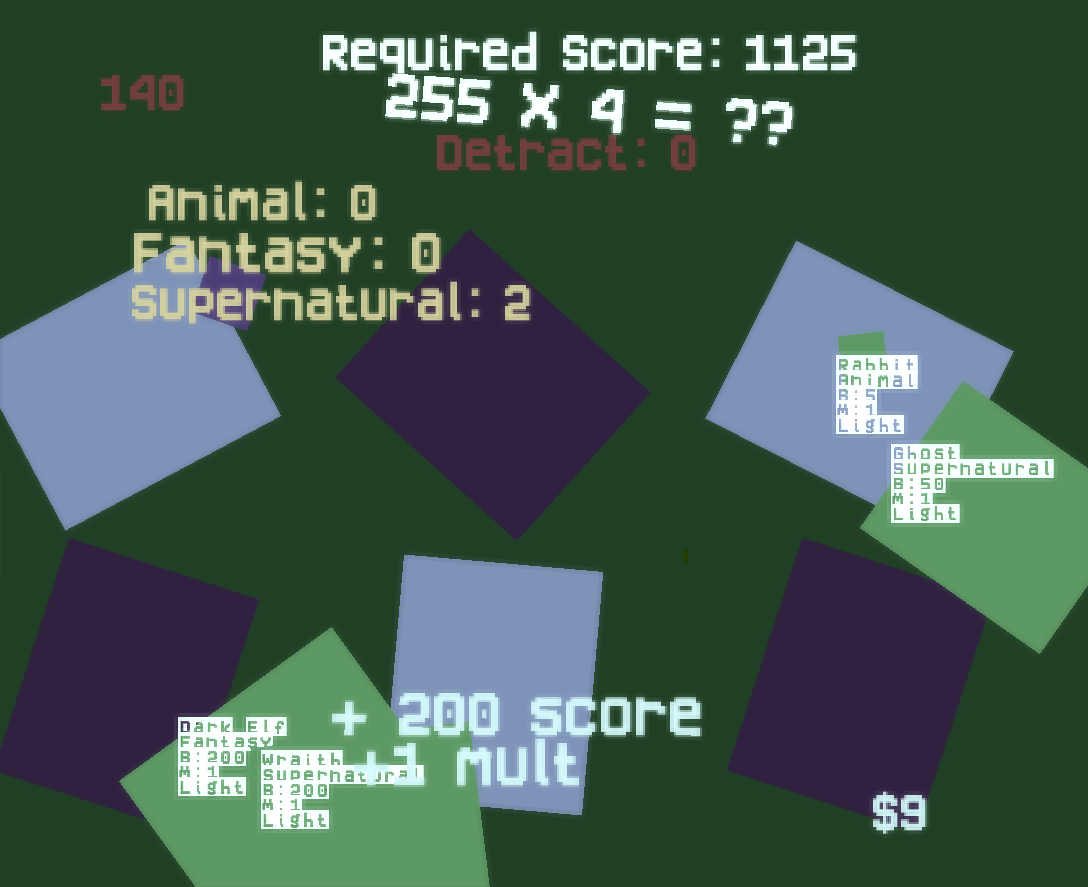 Required Score: 1125
140
255 X 4 = ??
Detract: 0
Animal: 0
Fantasy: 0
Supernatural: 2
Rabbit
Animal
B:5
M:1
Light
Ghost
Supernatural
B:50
M:1
Light
+ 200 score
+1 mult
Dark Elf
Fantasy
B:200
M:1
Light
Wraith
Supernatural
B:200
M:1
Light
$9